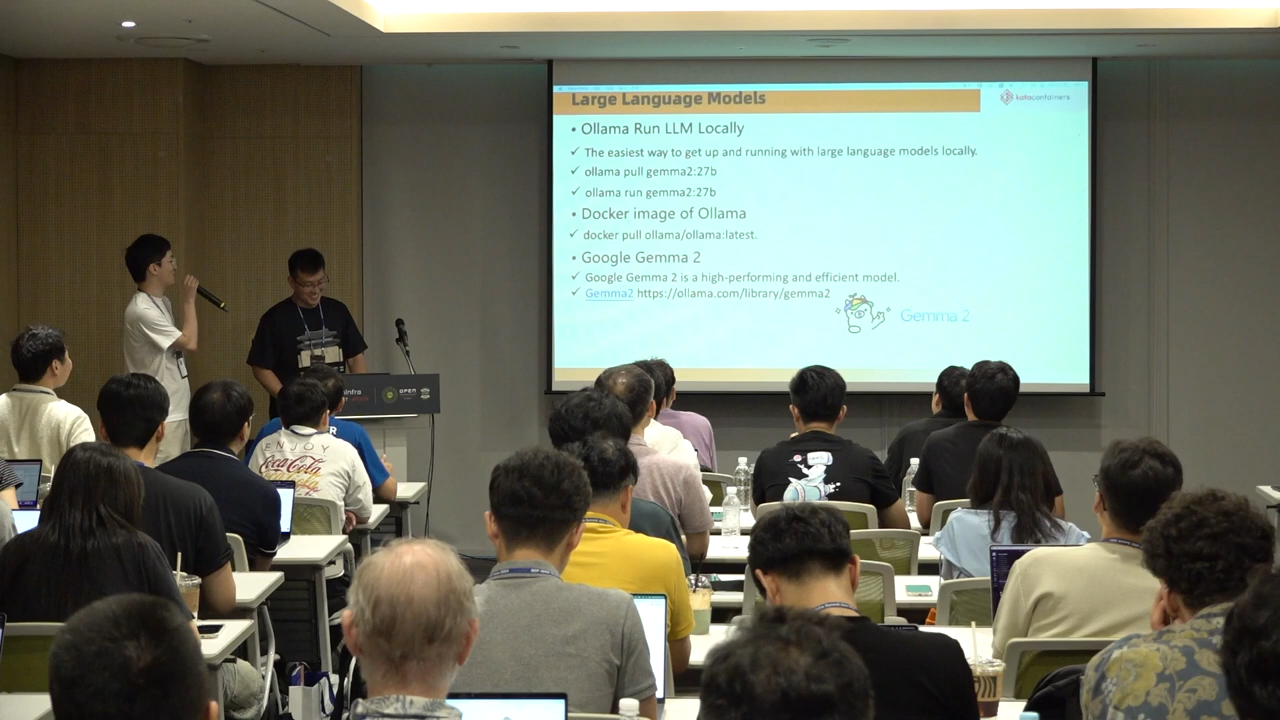 Large Language Models
katacontainers
• Ollama Run LLM Locally
✓ The easiest way to get up and running with large language models locally.
✓ ollama pull gemma2:27b
✓ ollama run gemma2:27b
• Docker image of Ollama
✓ docker pull ollama/ollama:latest.
• Google Gemma 2
✓ Google Gemma 2 is a high-performing and efficient model.
✓ Gemma2 https://ollama.com/library/gemma2
Gemma 2
OPEN
ENJOY
Coca-Cola